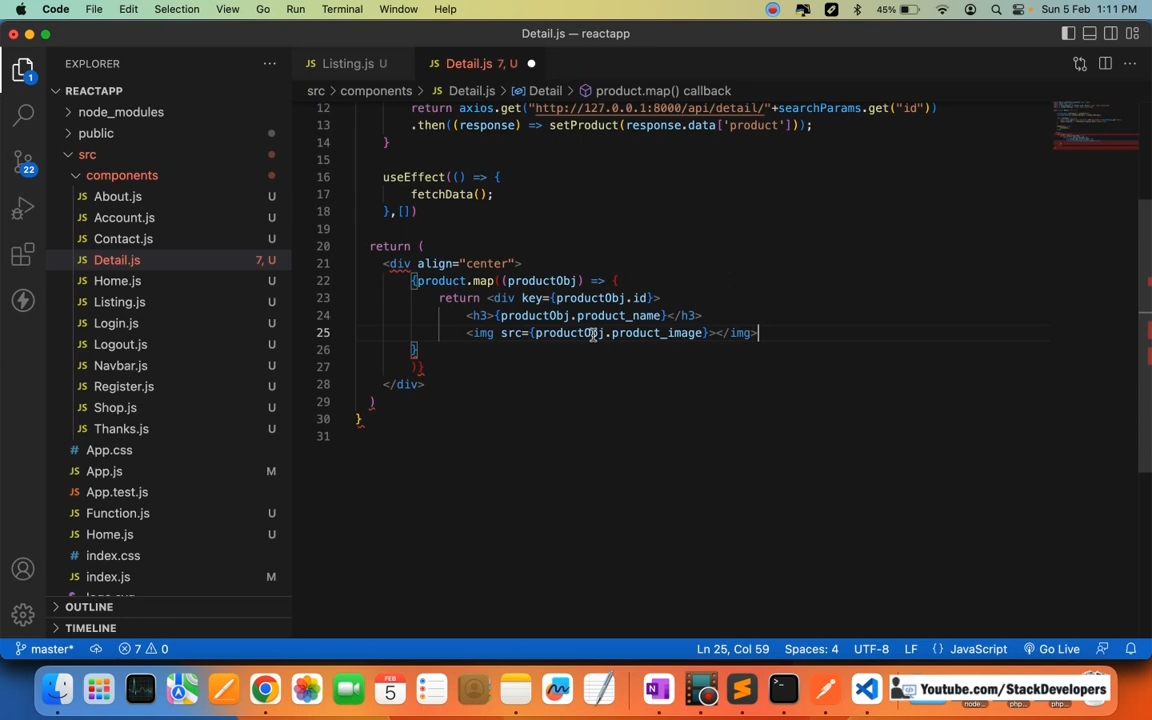 Code File Edit Selection View Go Run Terminal Window Help 45% Sun 5 Feb 1:11 PM
Detail.js — reactapp
EXPLORER
Listing.js U
Detail.js 7, U
REACTAPP
src > components > Detail.js > Detail > product.map() callback
node_modules
public
src
components
About.js U
Account.js U
Contact.js U
Detail.js 7, U
Home.js U
Listing.js U
Login.js U
Logout.js U
Navbar.js U
Register.js U
Shop.js U
Thanks.js U
App.css
App.js M
App.test.js
Function.js U
Home.js U
index.css
index.js M
OUTLINE
TIMELINE
12 return axios.get("http://127.0.0.1:8000/api/detail/"+searchParams.get("id"))
13 .then((response) => setProduct(response.data['product']));
14 }
15
16 useEffect(() => {
17 fetchData();
18 },[])
19
20 return (
21 <div align="center">
22 {product.map((productObj) => {
23 return <div key={productObj.id}>
24 <h3>{productObj.product_name}</h3>
25 <img src={productObj.product_image}></img>
26 }
27 )}
28 </div>
29 )
30 }
31
master* 7 0 Ln 25, Col 59 Spaces: 4 UTF-8 LF JavaScript Go Live
1
22
FEB
5
Youtube.com/StackDevelopers